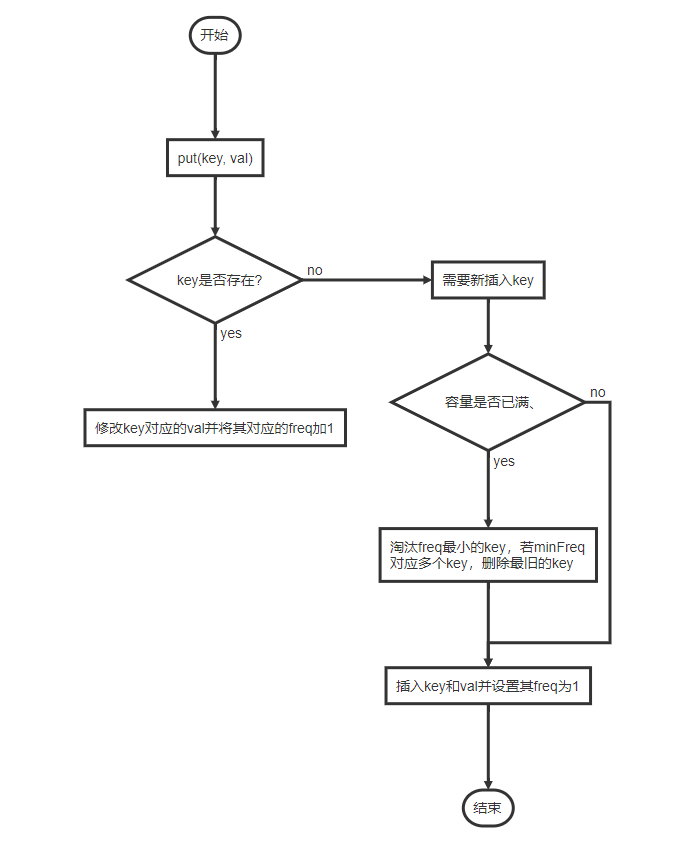 开始
put(key, val)
key是否存在?
no
需要新插入key
yes
修改key对应的val并将其对应的freq加1
容量是否已满、
no
yes
淘汰freq最小的key，若minFreq
对应多个key，删除最旧的key
插入key和val并设置其freq为1
结束